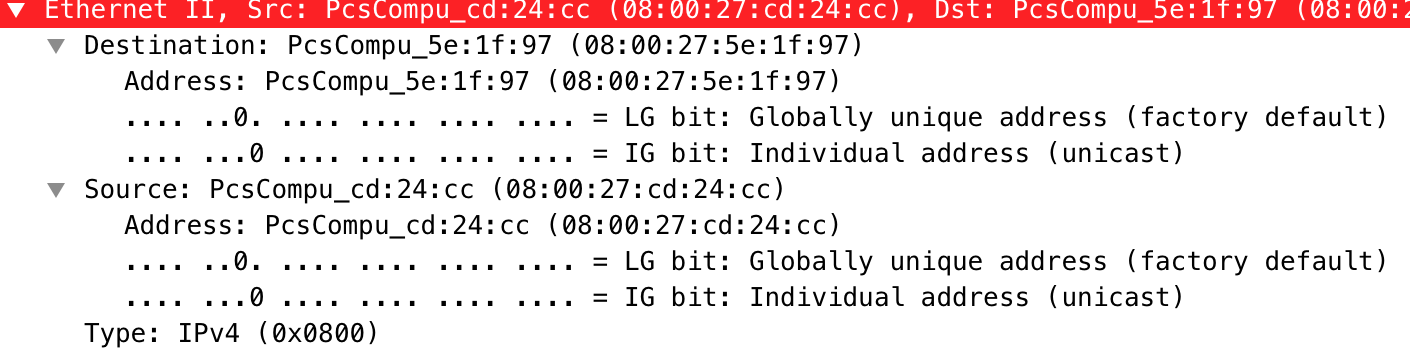 Ethernet II, Src: PcsCompu_cd:24:cc (08:00:27:cd:24:cc), Dst: PcsCompu_5e:1f:97 (08:00:2
Destination: PcsCompu_5e:1f:97 (08:00:27:5e:1f:97)
Address: PcsCompu_5e:1f:97 (08:00:27:5e:1f:97)
.... ..0. .... .... .... .... = LG bit: Globally unique address (factory default)
.... ...0 .... .... .... .... = IG bit: Individual address (unicast)
Source: PcsCompu_cd:24:cc (08:00:27:cd:24:cc)
Address: PcsCompu_cd:24:cc (08:00:27:cd:24:cc)
.... ..0. .... .... .... .... = LG bit: Globally unique address (factory default)
.... ...0 .... .... .... .... = IG bit: Individual address (unicast)
Type: IPv4 (0x0800)